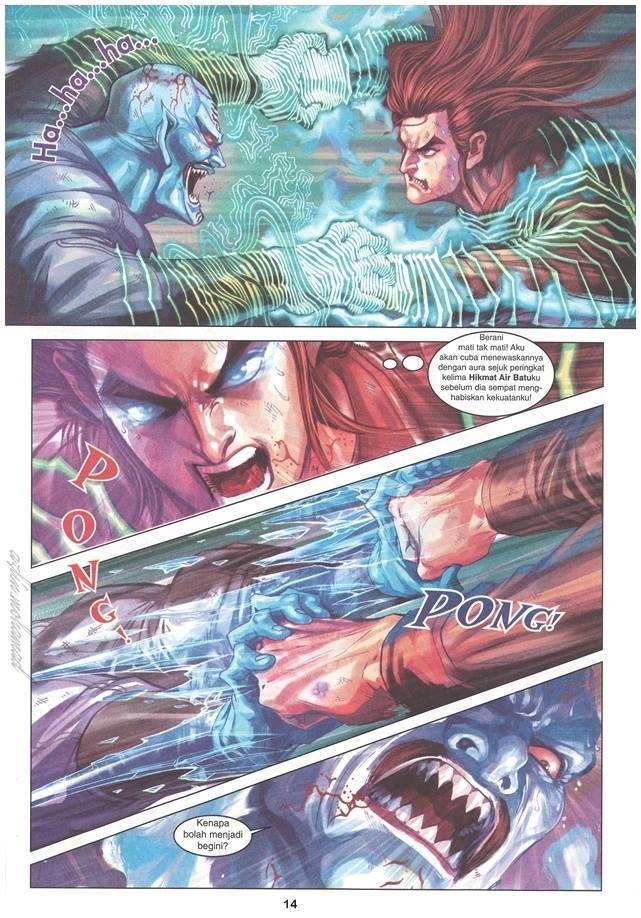 Ha...ha...ha...
Berani
mati tak mati! Aku
akan cuba menewaskannya
dengan aura sejuk peringkat
kelima Hikmat Air Batuku
sebelum dia sempat meng-
habiskan kekuatanku!
PONG!
PONG!
Kenapa
boleh menjadi
begini?
14